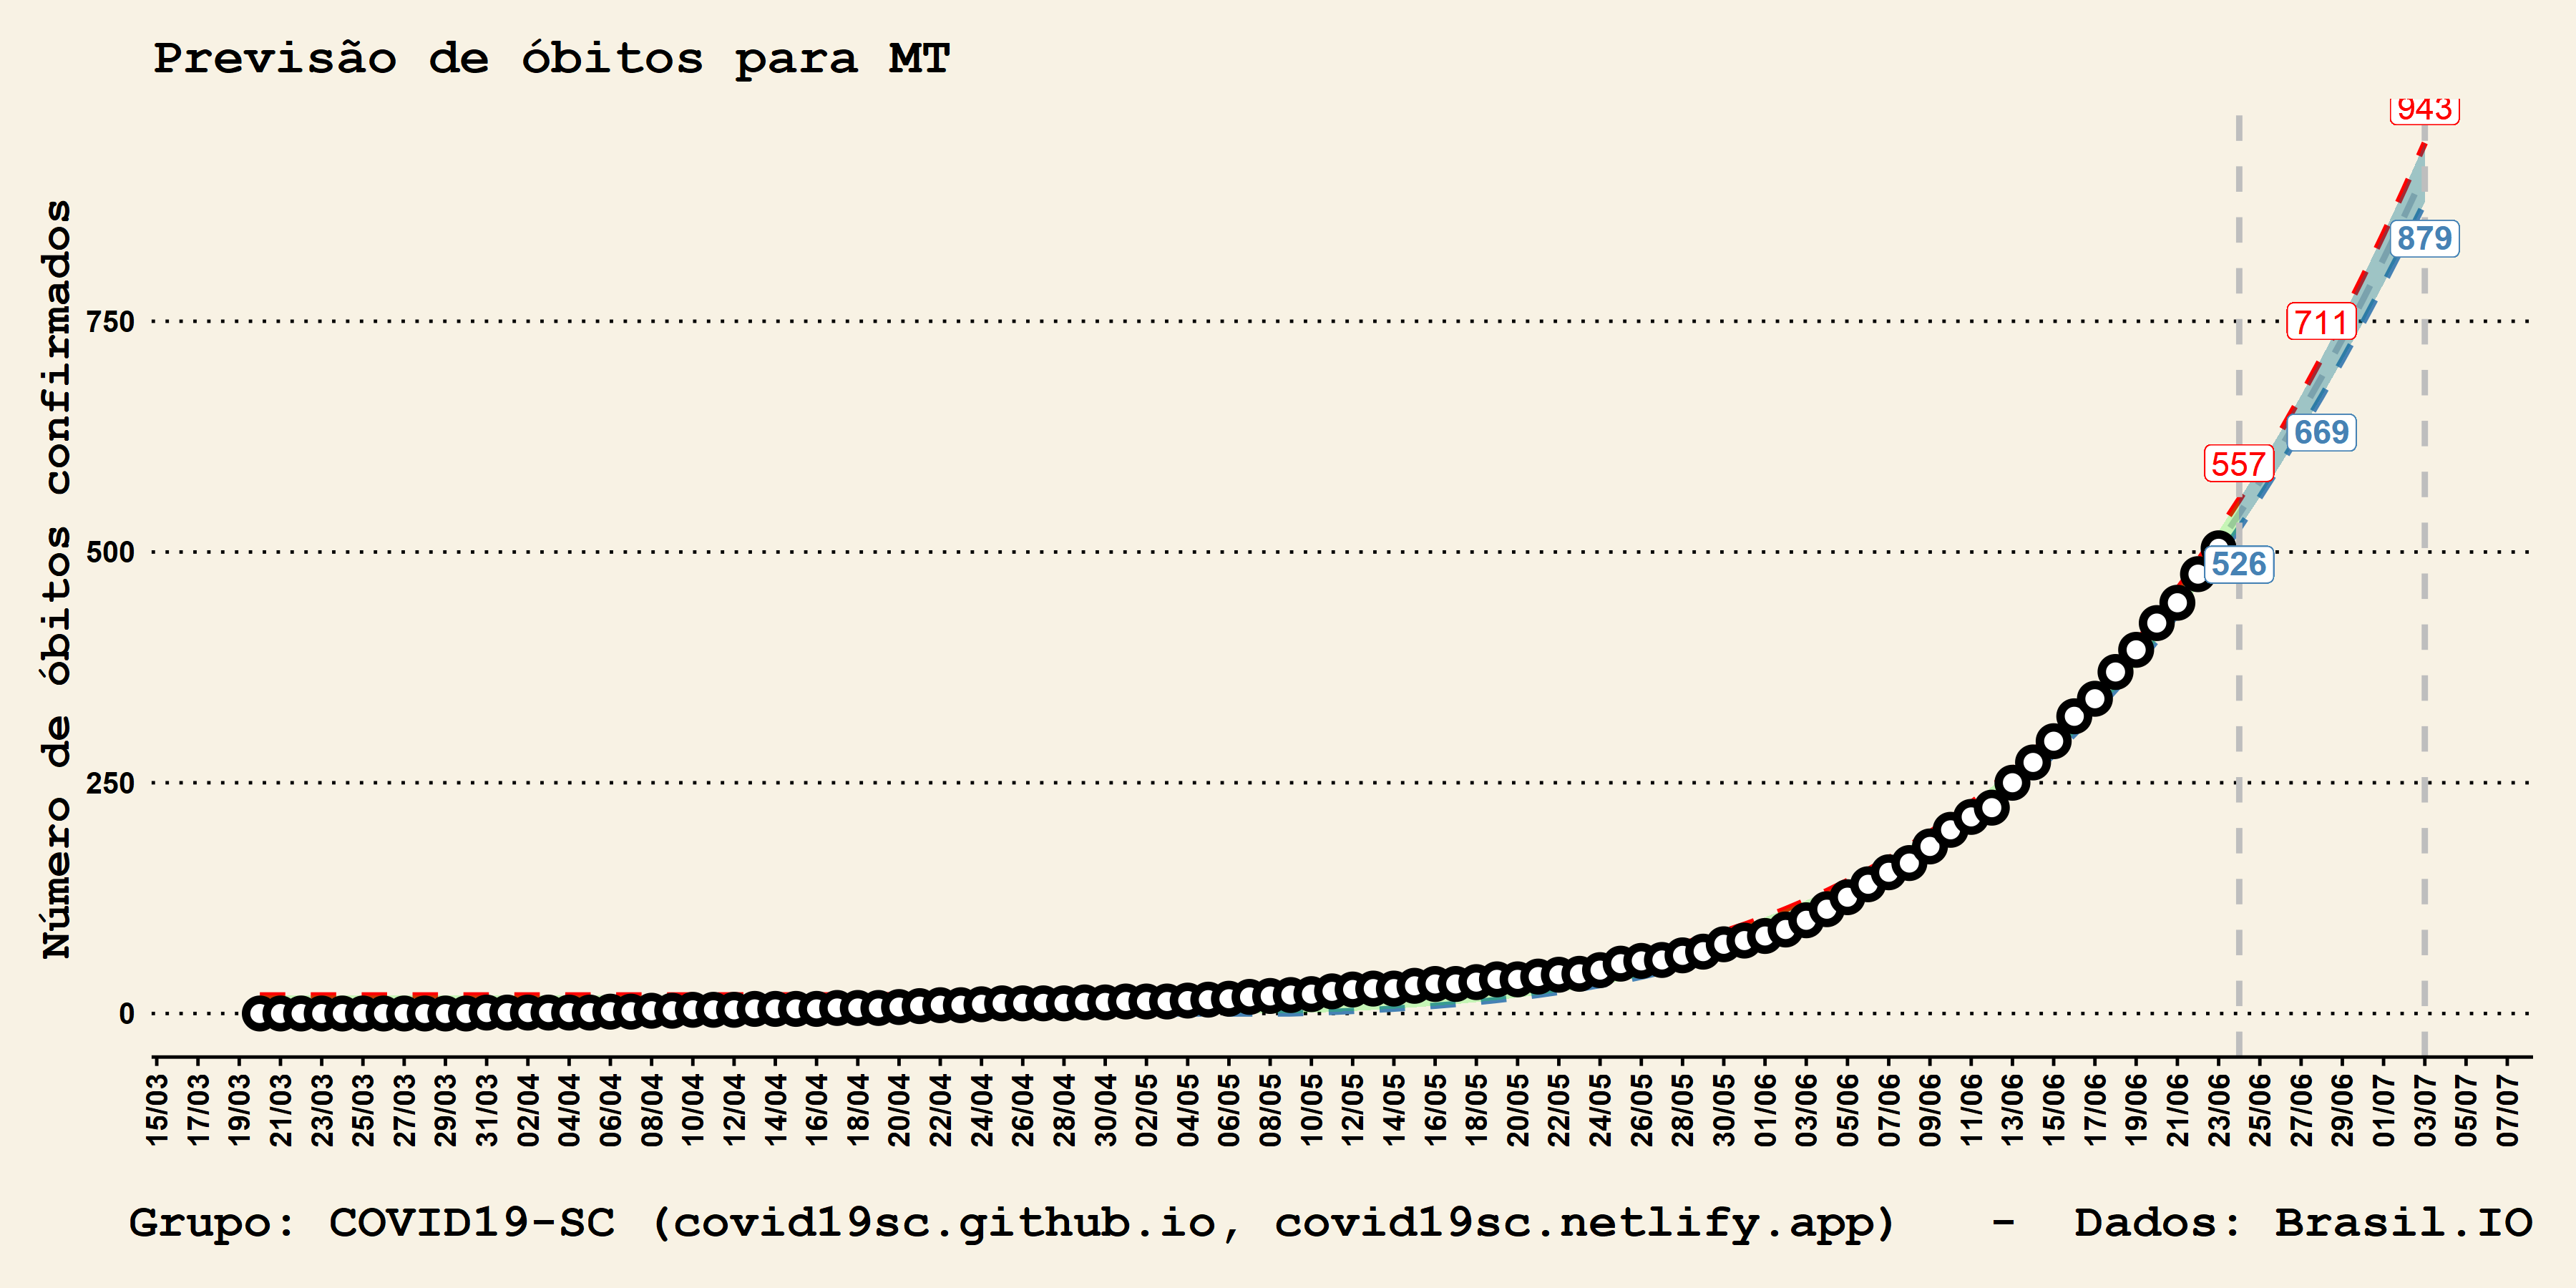 Previsão de óbitos para MT
Número de óbitos confirmados
943
879
750
711
669
557
526
500
250
0
15/03 17/03 19/03 21/03 23/03 25/03 27/03 29/03 31/03 02/04 04/04 06/04 08/04 10/04 12/04 14/04 16/04 18/04 20/04 22/04 24/04 26/04 28/04 30/04 02/05 04/05 06/05 08/05 10/05 12/05 14/05 16/05 18/05 20/05 22/05 24/05 26/05 28/05 30/05 01/06 03/06 05/06 07/06 09/06 11/06 13/06 15/06 17/06 19/06 21/06 23/06 25/06 27/06 29/06 01/07 03/07 05/07 07/07
Grupo: COVID19-SC (covid19sc.github.io, covid19sc.netlify.app) - Dados: Brasil.IO